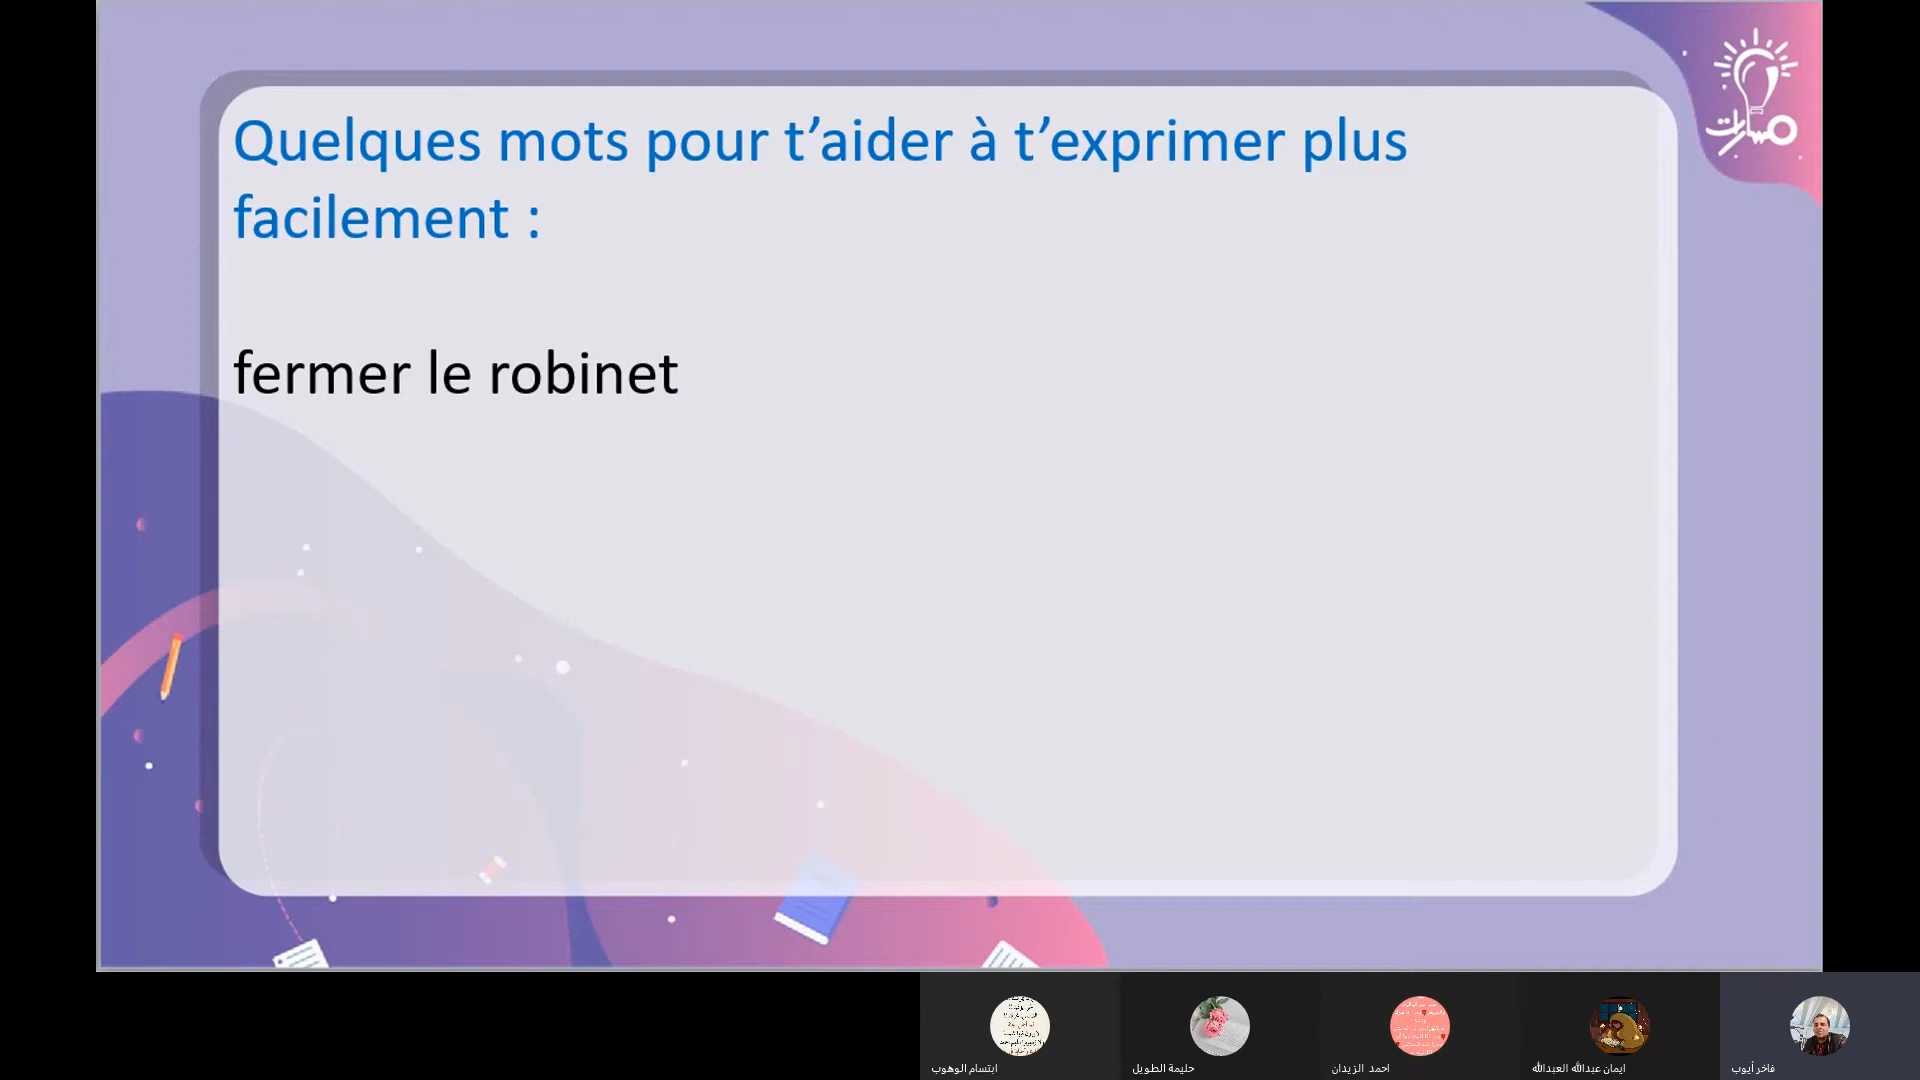 Quelques mots pour t’aider à t’exprimer plus
facilement :
fermer le robinet
مسارات
ابتسام الوهوب
حليمة الطويل
احمد الزيدان
ايمان عبدالله العبدالله
فاخر أيوب